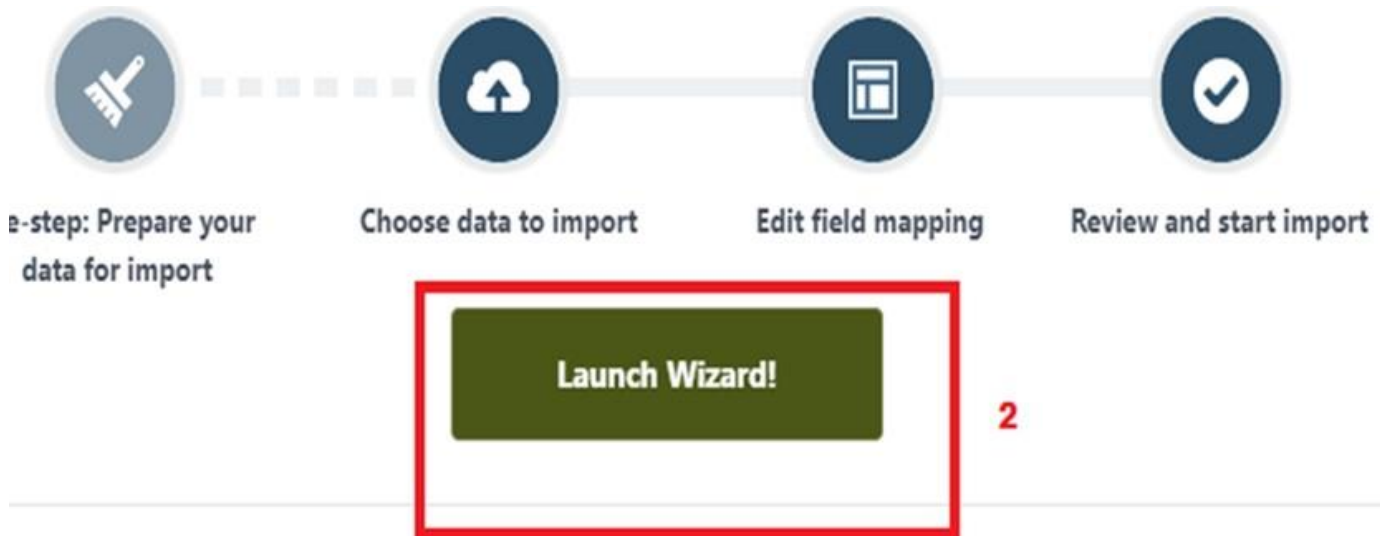 e-step: Prepare your
data for import
Choose data to import
Edit field mapping
Review and start import
Launch Wizard!
2